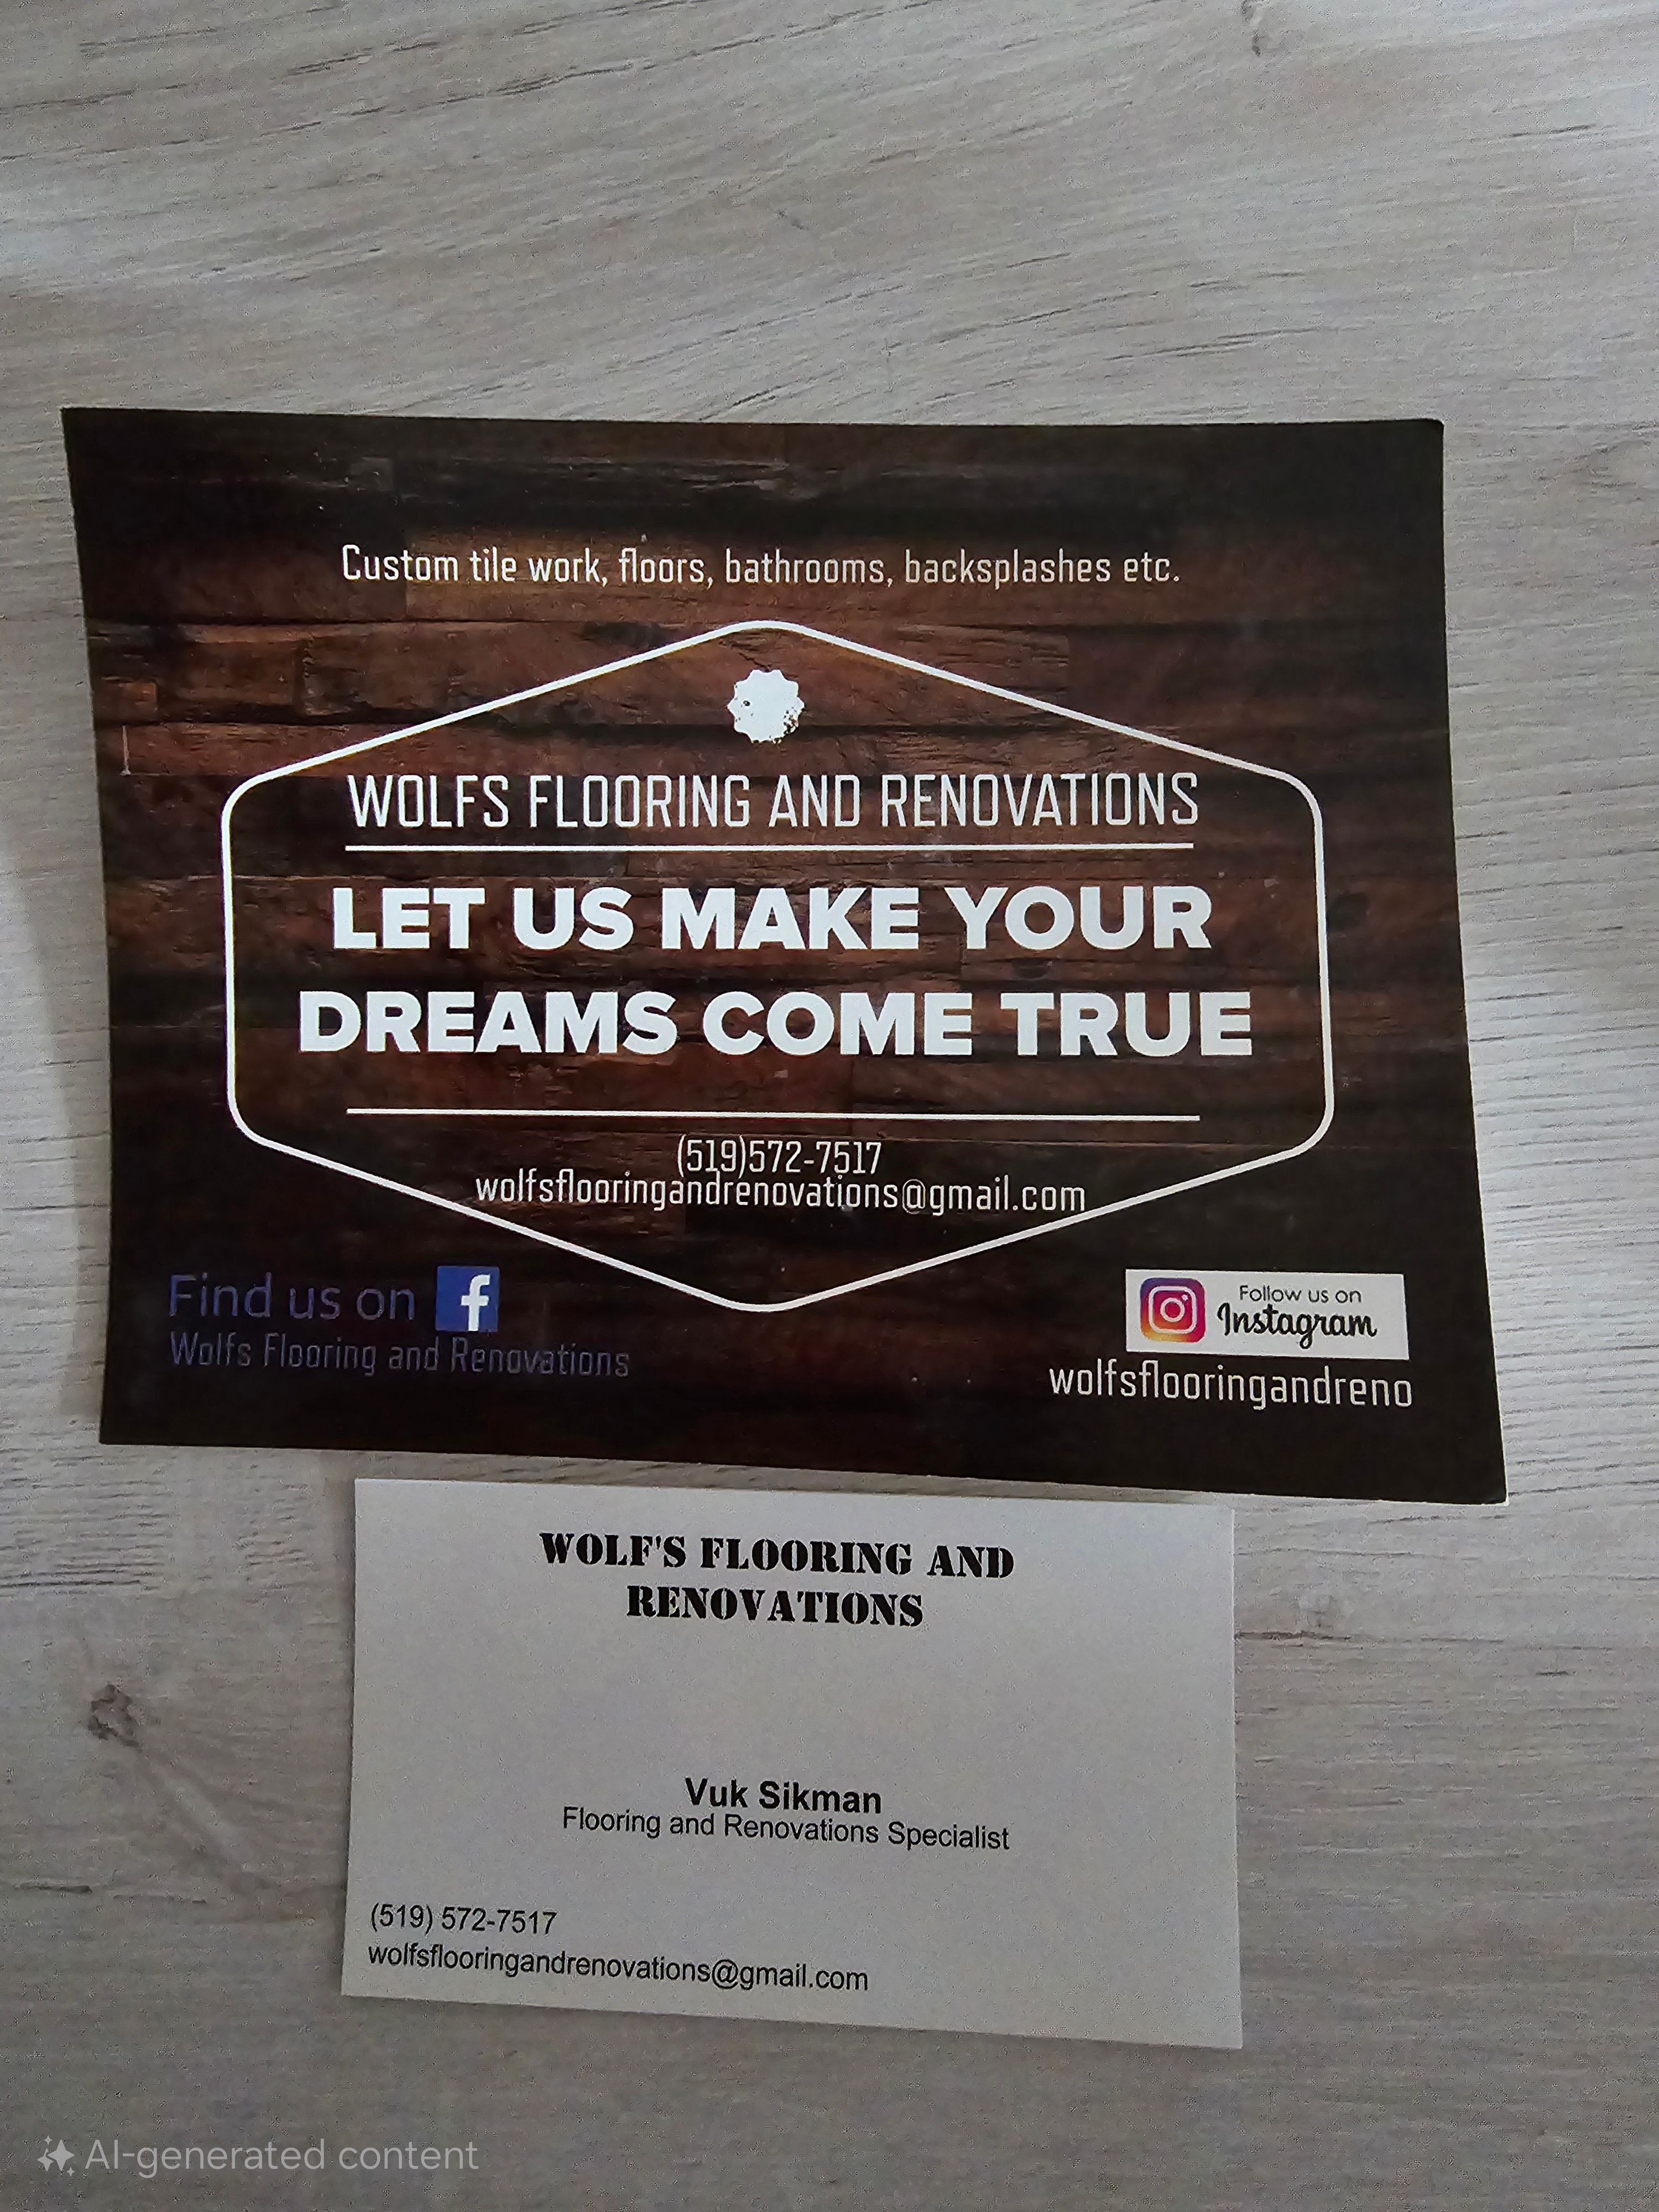 Custom tile work, floors, bathrooms, backsplashes etc.
WOLFS FLOORING AND RENOVATIONS
LET US MAKE YOUR
DREAMS COME TRUE
(519)572-7517
wolfsflooringandrenovations@gmail.com
Find us on f
Wolfs Flooring and Renovations
Follow us on
Instagram
wolfsflooringandreno
WOLF'S FLOORING AND
RENOVATIONS
Vuk Sikman
Flooring and Renovations Specialist
(519) 572-7517
wolfsflooringandrenovations@gmail.com
AI-generated content